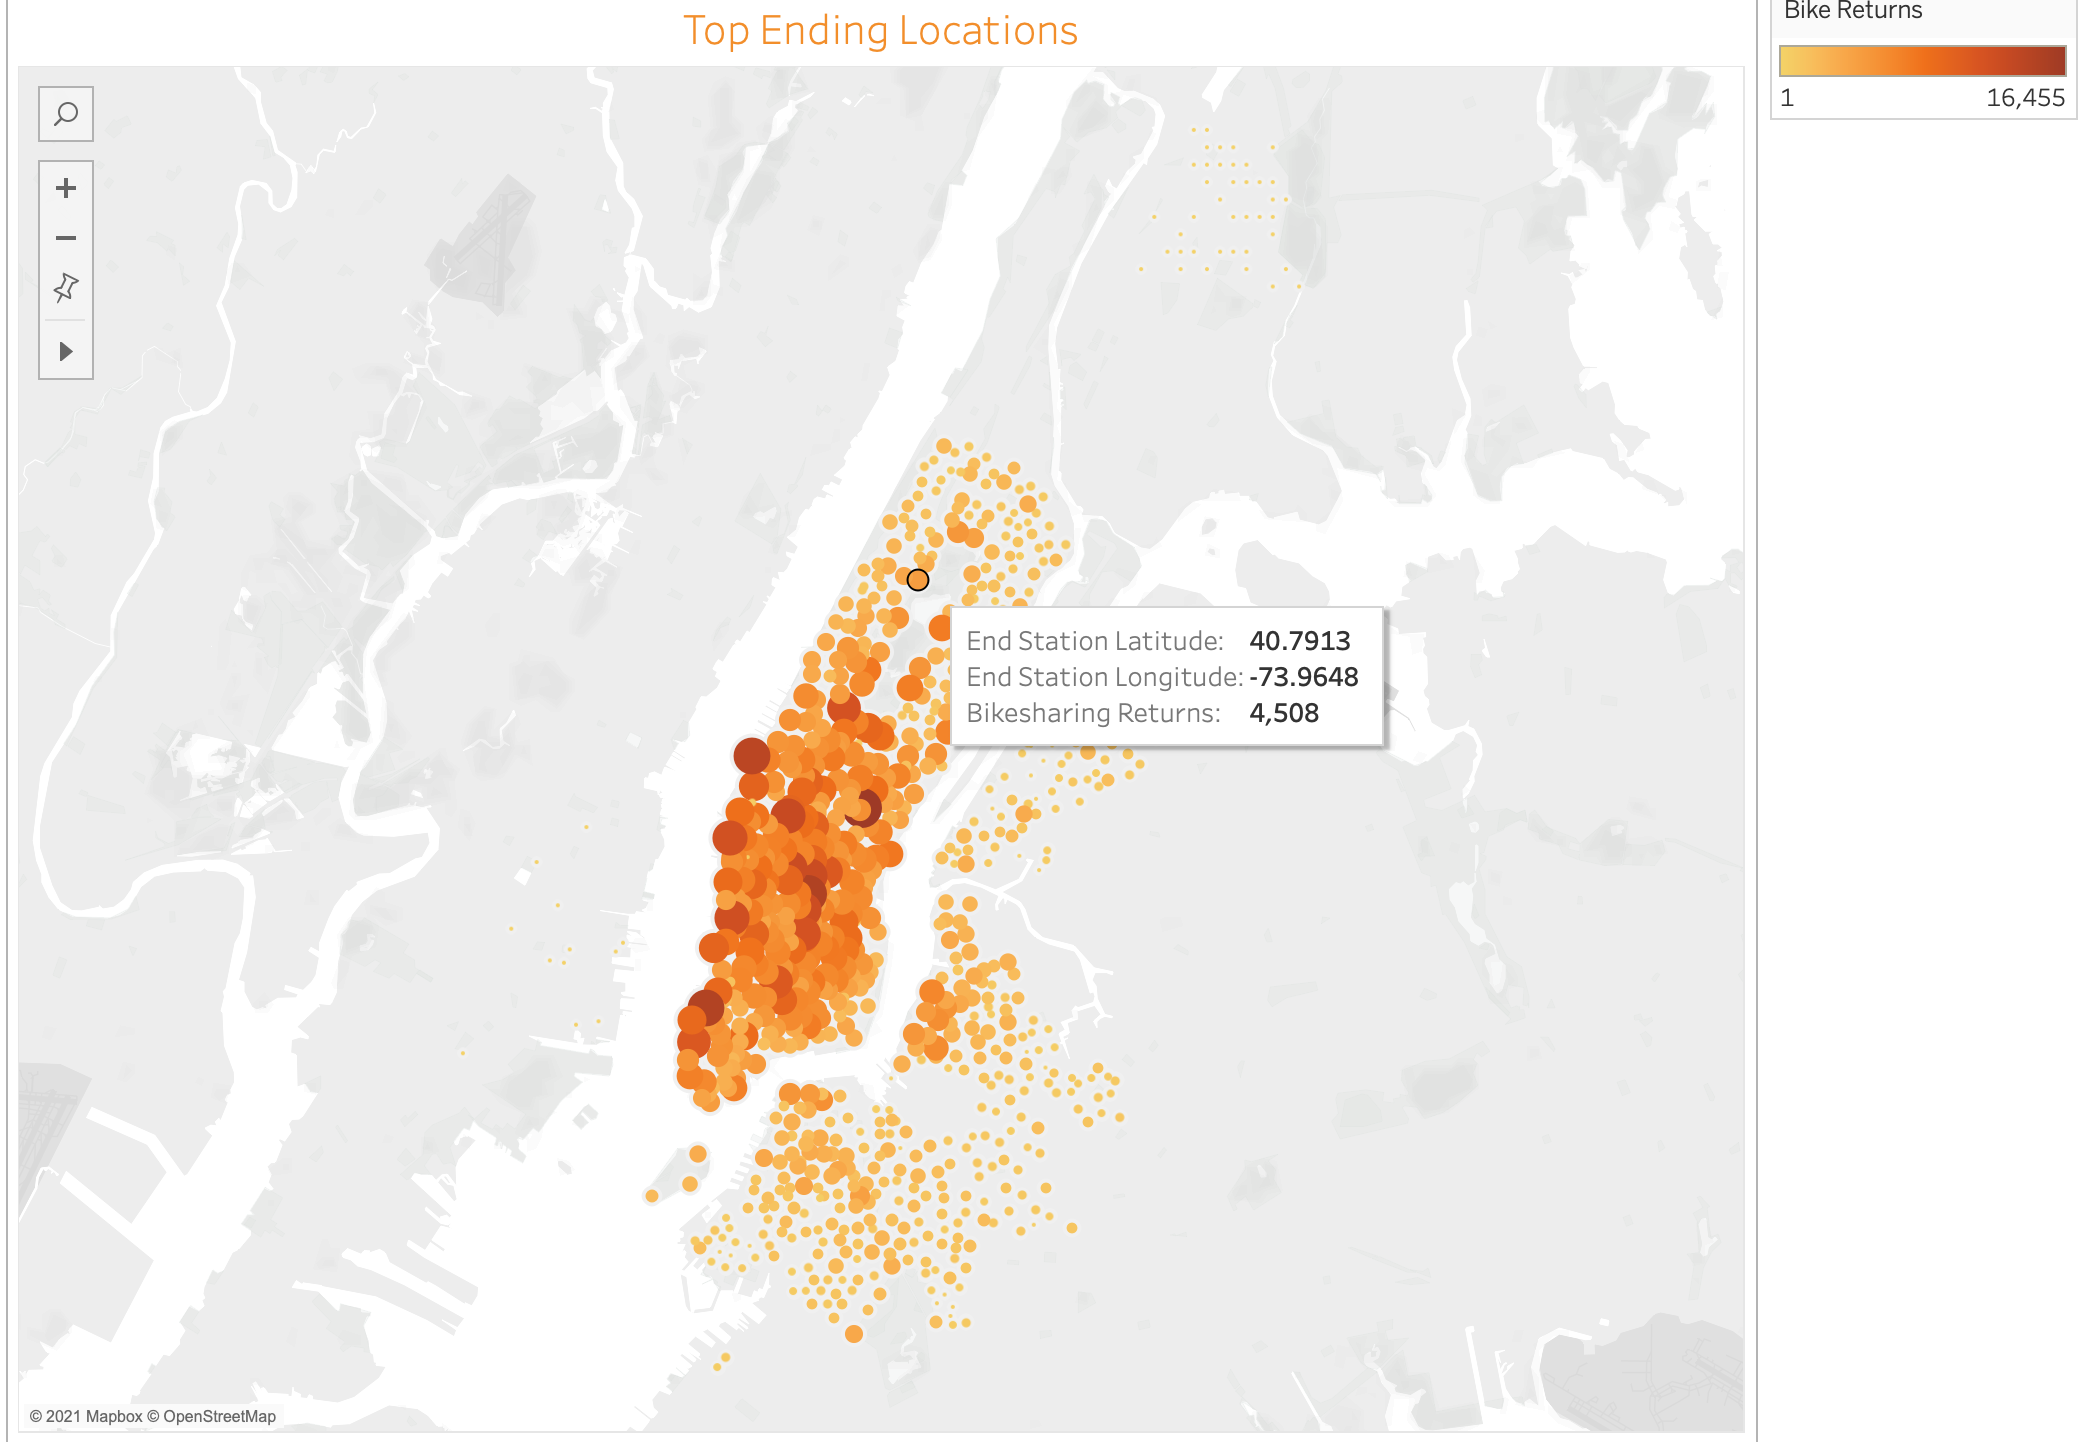 Top Ending Locations
Bike Returns
1 16,455
End Station Latitude: 40.7913
End Station Longitude: -73.9648
Bikesharing Returns: 4,508
© 2021 Mapbox © OpenStreetMap